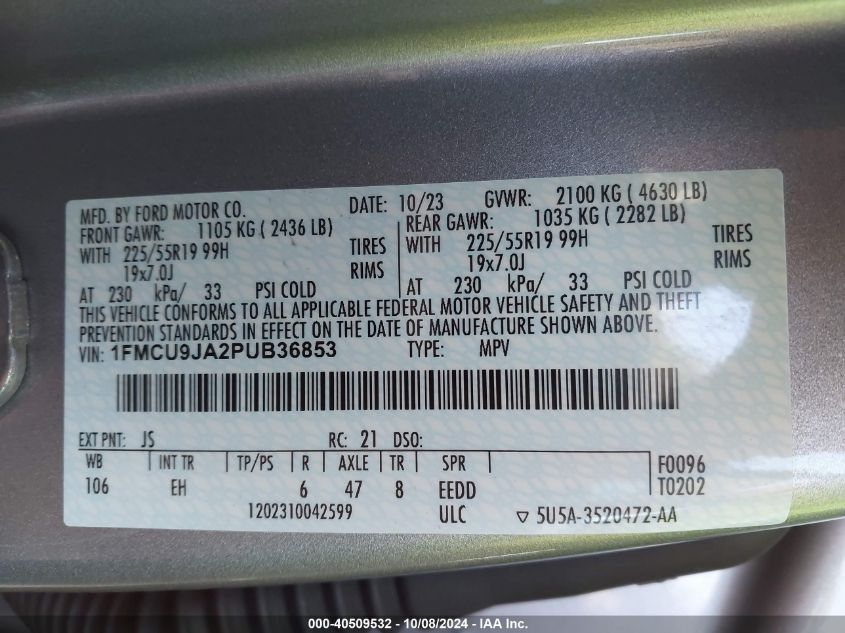 MFD. BY FORD MOTOR CO. DATE: 10/23 GVWR: 2100 KG ( 4630 LB)
FRONT GAWR: 1105 KG ( 2436 LB) REAR GAWR: 1035 KG ( 2282 LB)
WITH 225/55R19 99H TIRES WITH 225/55R19 99H TIRES
19x7.0J RIMS 19x7.0J RIMS
AT 230 kPa/ 33 PSI COLD AT 230 kPa/ 33 PSI COLD
THIS VEHICLE CONFORMS TO ALL APPLICABLE FEDERAL MOTOR VEHICLE SAFETY AND THEFT
PREVENTION STANDARDS IN EFFECT ON THE DATE OF MANUFACTURE SHOWN ABOVE.
VIN: 1FMCU9JA2PUB36853 TYPE: MPV
EXT PNT: JS RC: 21 DSO:
WB INT TR TP/PS R AXLE TR SPR F0096
106 EH 6 47 8 EEDD T0202
1202310042599 ULC ▽ 5U5A-3520472-AA
000-40509532 - 10/08/2024 - IAA Inc.